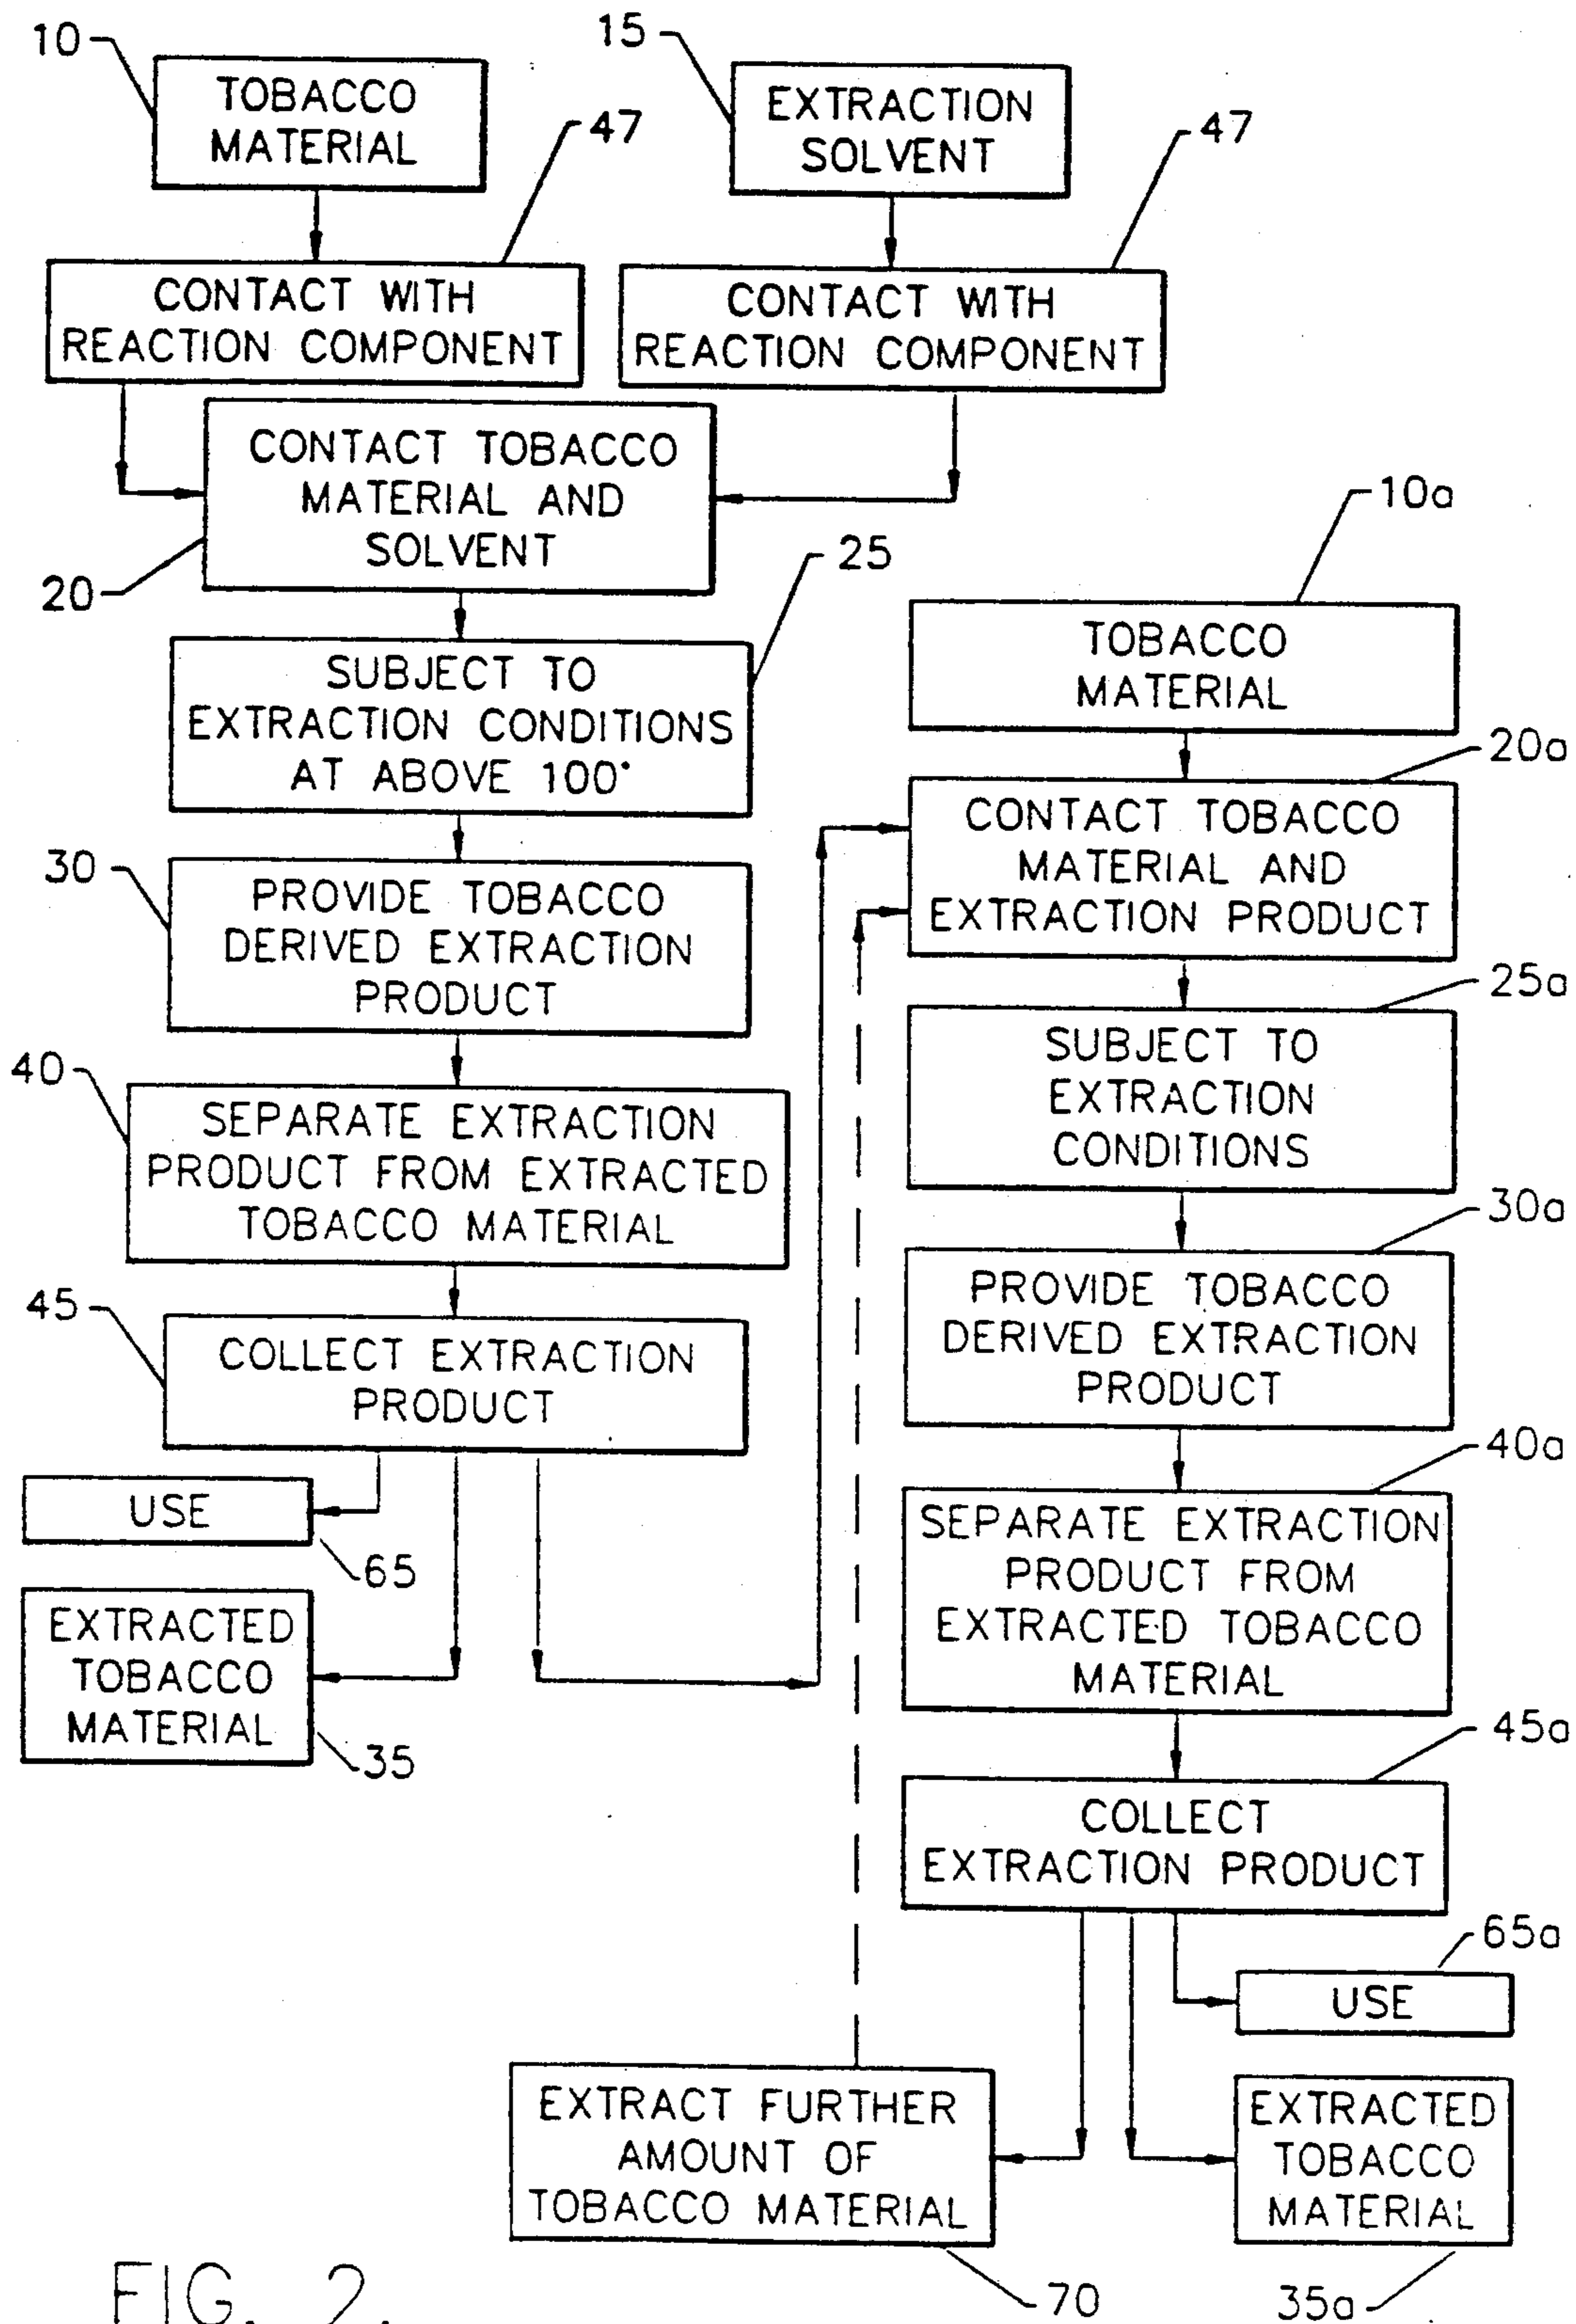 10
TOBACCO
MATERIAL
15
EXTRACTION
SOLVENT
47
CONTACT WITH
REACTION COMPONENT
47
CONTACT WITH
REACTION COMPONENT
CONTACT TOBACCO
MATERIAL AND
SOLVENT
20
25
SUBJECT TO
EXTRACTION CONDITIONS
AT ABOVE 100°
30
PROVIDE TOBACCO
DERIVED EXTRACTION
PRODUCT
40
SEPARATE EXTRACTION
PRODUCT FROM EXTRACTED
TOBACCO MATERIAL
45
COLLECT EXTRACTION
PRODUCT
USE
65
EXTRACTED
TOBACCO
MATERIAL
35
10a
TOBACCO
MATERIAL
20a
CONTACT TOBACCO
MATERIAL AND
EXTRACTION PRODUCT
25a
SUBJECT TO
EXTRACTION
CONDITIONS
30a
PROVIDE TOBACCO
DERIVED EXTRACTION
PRODUCT
40a
SEPARATE EXTRACTION
PRODUCT FROM
EXTRACTED TOBACCO
MATERIAL
45a
COLLECT
EXTRACTION PRODUCT
65a
USE
EXTRACT FURTHER
AMOUNT OF
TOBACCO MATERIAL
70
EXTRACTED
TOBACCO
MATERIAL
35a
FIG. 2.